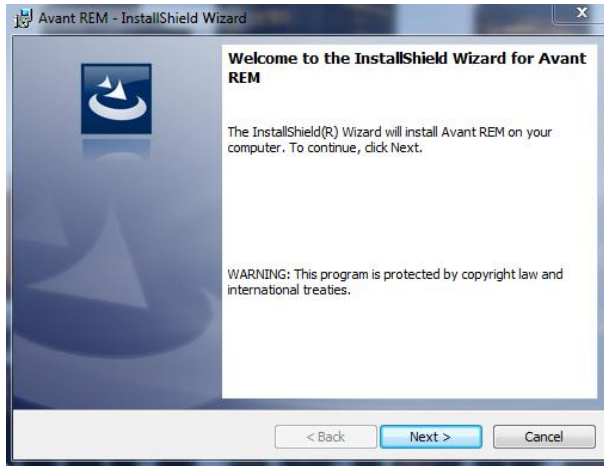 Avant REM - InstallShield Wizard
X
Welcome to the InstallShield Wizard for Avant
REM
The InstallShield(R) Wizard will install Avant REM on your
computer. To continue, click Next.
WARNING: This program is protected by copyright law and
international treaties.
< Back
Next >
Cancel